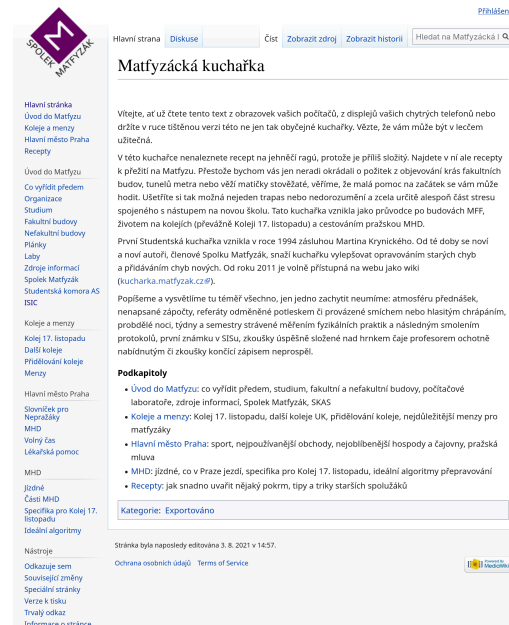 Přihlášen
SPOLEK MATFYZÁK
Hlavní strana Diskuse Číst Zobrazit zdroj Zobrazit historii Hledat na Matfyzácká
Matfyzácká kuchařka
Vítejte, ať už čtete tento text z obrazovek vašich počítačů, z displejů vašich chytrých telefonů nebo
držíte v ruce tištěnou verzi této ne jen tak obyčejné kuchařky. Vězte, že vám může být v lecčem
užitečná.
V této kuchařce nenaleznete recept na jehněčí ragú, protože je příliš složitý. Najdete v ní ale recepty
k přežití na Matfyzu. Přestože bychom vás jen neradi okrádali o požitek z objevování krás fakultních
budov, tunelů metra nebo věží matičky stověžaté, věříme, že malá pomoc na začátek se vám může
hodit. Ušetříte si tak možná nejeden trapas nebo nedorozumění a zcela určitě alespoň část stresu
spojeného s nástupem na novou školu. Tato kuchařka vznikla jako průvodce po budovách MFF,
životem na kolejích (převážně Koleji 17. listopadu) a cestováním pražskou MHD.
První Studentská kuchařka vznikla v roce 1994 zásluhou Martina Krynického. Od té doby se noví
a noví autoři, členové Spolku Matfyzák, snaží kuchařku vylepšovat opravováním starých chyb
a přidáváním chyb nových. Od roku 2011 je volně přístupná na webu jako wiki
(kucharka.matfyzak.cz).
Popíšeme a vysvětlíme tu téměř všechno, jen jedno zachytit neumíme: atmosféru přednášek,
nenapsané zápočty, referáty odměněné potleskem či provázené smíchem nebo hlasitým chrápáním,
probdělé noci, týdny a semestry strávené měřením fyzikálních praktik a následným smolením
protokolů, první známku v SISu, zkoušky úspěšně složené nad hrnkem čaje profesorem ochotně
nabídnutým či zkoušky končící zápisem neprospěl.
Podkapitoly
• Úvod do Matfyzu: co vyřídit předem, studium, fakultní a nefakultní budovy, počítačové
laboratoře, zdroje informací, Spolek Matfyzák, SKAS
• Koleje a menzy: Kolej 17. listopadu, další koleje UK, přidělování koleje, nejdůležitější menzy pro
matfyzáky
• Hlavní město Praha: sport, nejpoužívanější obchody, nejoblíbenější hospody a čajovny, pražská
mluva
• MHD: jízdné, co v Praze jezdí, specifika pro Kolej 17. listopadu, ideální algoritmy přepravování
• Recepty: jak snadno uvařit nějaký pokrm, tipy a triky starších spolužáků
Kategorie: Exportováno
Stránka byla naposledy editována 3. 8. 2021 v 14:57.
Ochrana osobních údajů Terms of Service
Powered by
MediaWiki
Hlavní stránka
Úvod do Matfyzu
Koleje a menzy
Hlavní město Praha
Recepty
Úvod do Matfyzu
Co vyřídit předem
Organizace
Studium
Fakultní budovy
Nefakultní budovy
Plánky
Laby
Zdroje informací
Spolek Matfyzák
Studentská komora AS
ISIC
Koleje a menzy
Kolej 17. listopadu
Další koleje
Přidělování koleje
Menzy
Hlavní město Praha
Slovníček pro
Nepražáky
MHD
Volný čas
Lékařská pomoc
MHD
Jízdné
Části MHD
Specifika pro Kolej 17.
listopadu
Ideální algoritmy
Nástroje
Odkazuje sem
Související změny
Speciální stránky
Verze k tisku
Trvalý odkaz
Informace o stránce